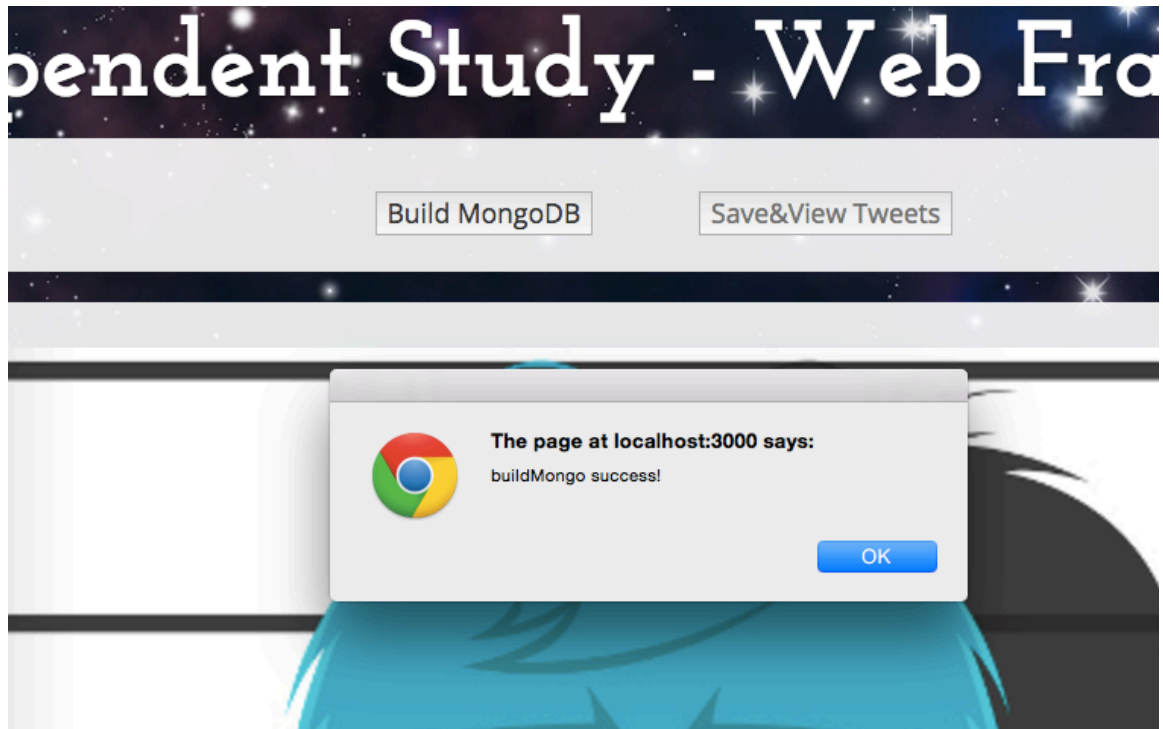 pendent Study - Web Fra
Build MongoDB
Save&View Tweets
The page at localhost:3000 says:
buildMongo success!
OK